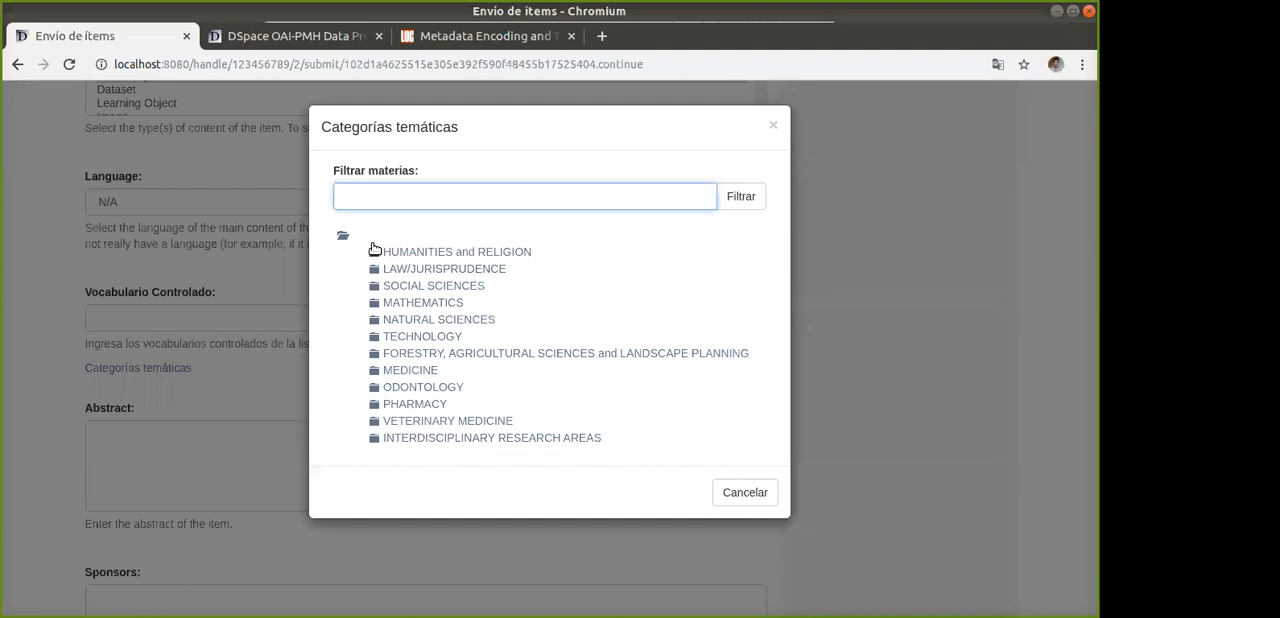 Envío de ítems - Chromium
Envío de ítems
DSpace OAI-PMH Data Pr
Metadata Encoding and T
localhost:8080/handle/123456789/2/submit/102d1a4625515e305e392f590f48455b17525404.continue
Dataset
Learning Object
Select the type(s) of content of the item. To s
Language:
N/A
Select the language of the main content of th
not really have a language (for example, if it i
Vocabulario Controlado:
Ingresa los vocabularios controlados de la lis
Categorías temáticas
Abstract:
Enter the abstract of the item.
Sponsors:
Categorías temáticas
Filtrar materias:
Filtrar
HUMANITIES and RELIGION
LAW/JURISPRUDENCE
SOCIAL SCIENCES
MATHEMATICS
NATURAL SCIENCES
TECHNOLOGY
FORESTRY, AGRICULTURAL SCIENCES and LANDSCAPE PLANNING
MEDICINE
ODONTOLOGY
PHARMACY
VETERINARY MEDICINE
INTERDISCIPLINARY RESEARCH AREAS
Cancelar